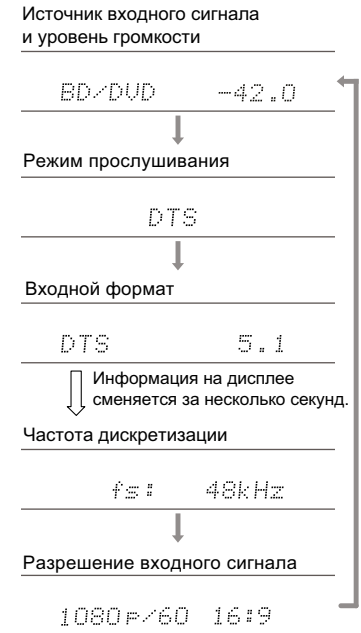 Источник входного сигнала
и уровень громкости
BD/DVD -42.0
Режим прослушивания
DTS
Входной формат
DTS 5.1
Информация на дисплее
сменяется за несколько секунд.
Частота дискретизации
fs: 48kHz
Разрешение входного сигнала
1080p/60 16:9